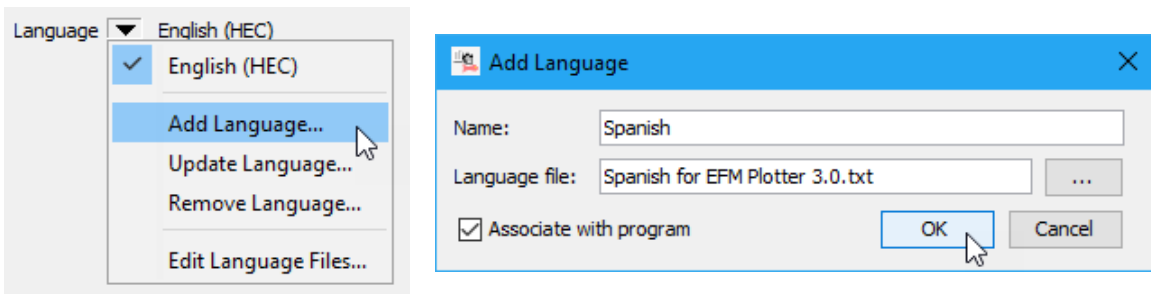 Language English (HEC)
English (HEC)
Add Language...
Update Language...
Remove Language...
Edit Language Files...
Add Language
Name: Spanish
Language file: Spanish for EFM Plotter 3.0.txt ...
Associate with program OK Cancel